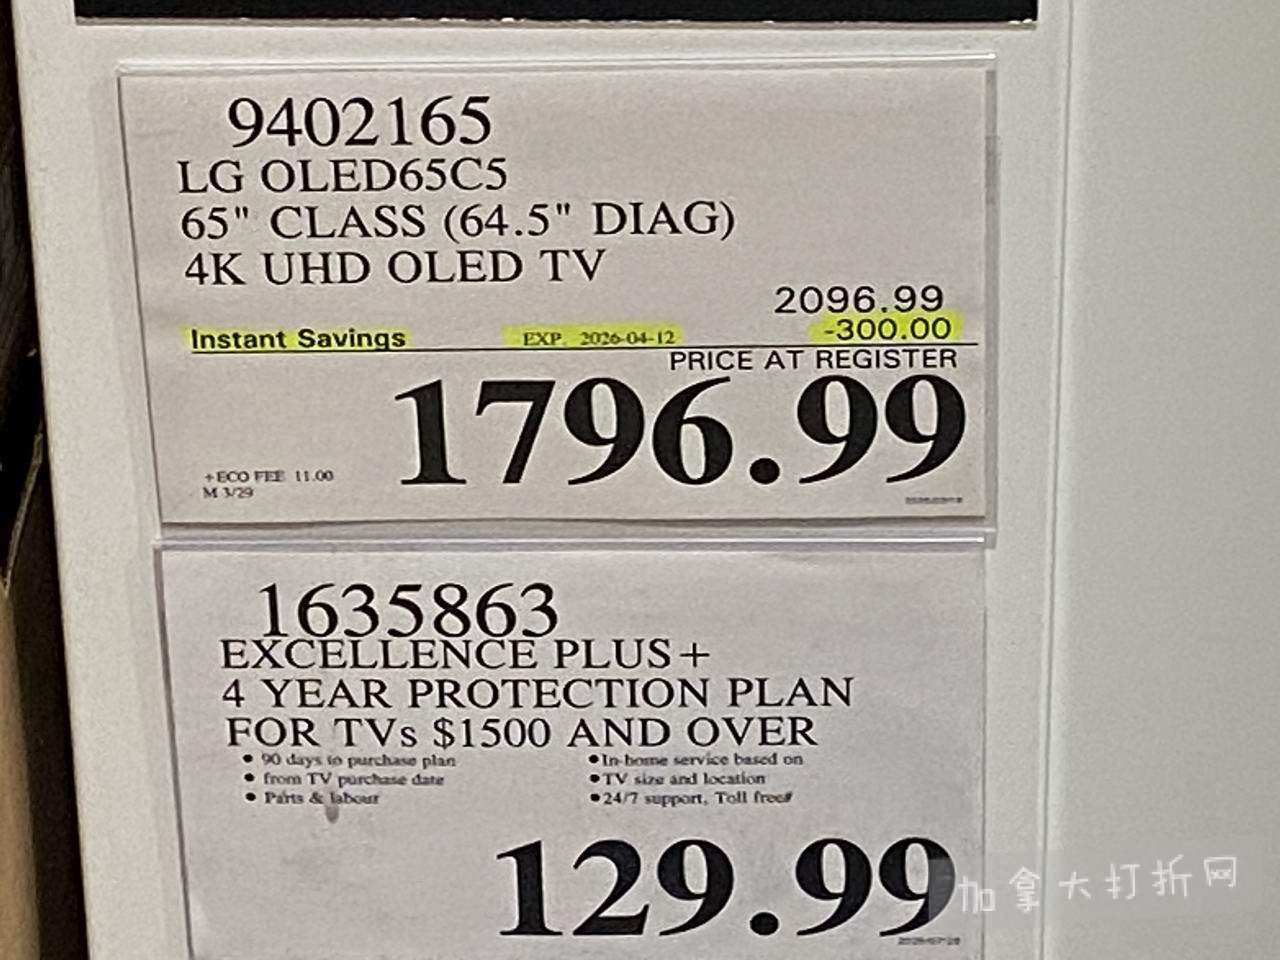 9402165
LG OLED65C5
65" CLASS (64.5" DIAG)
4K UHD OLED TV
2096.99
Instant Savings EXP. 2026-04-12 -300.00
PRICE AT REGISTER
1796.99
+ECO FEE 11.00
M 3/29
1635863
EXCELLENCE PLUS+
4 YEAR PROTECTION PLAN
FOR TVs $1500 AND OVER
• 90 days to purchase plan • In-home service based on
• from TV purchase date • TV size and location
• Parts & labour • 24/7 support, Toll free#
129.99
加拿大打折网